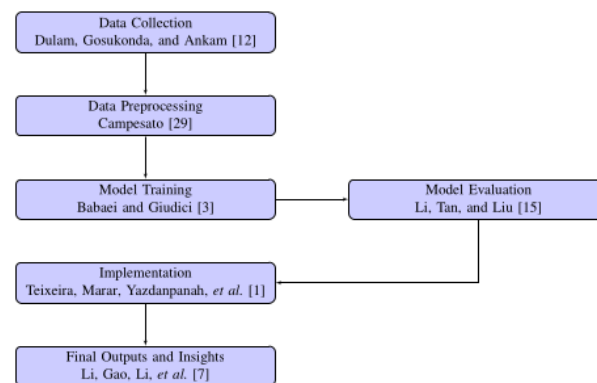 Data Collection
Dulam, Gosukonda, and Ankam [12]
Data Preprocessing
Campesato [29]
Model Training
Babaei and Giudici [3]
Model Evaluation
Li, Tan, and Liu [15]
Implementation
Teixeira, Marar, Yazdanpanah, et al. [1]
Final Outputs and Insights
Li, Gao, Li, et al. [7]